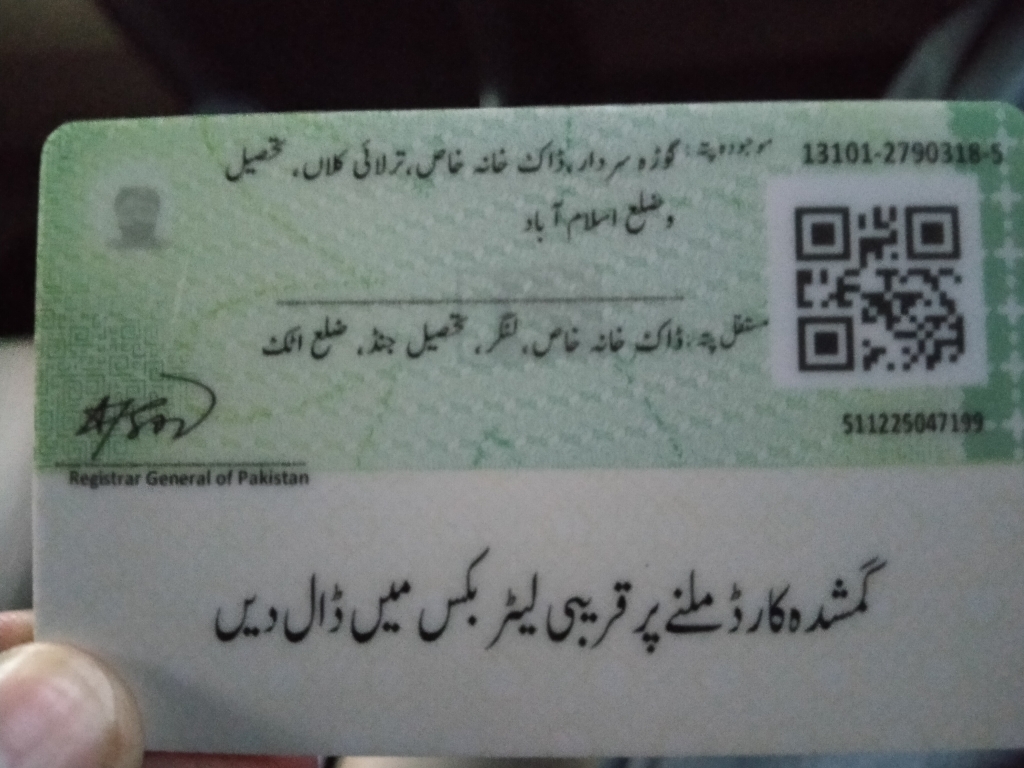 موجودہ پتہ: گوڑہ سردار، ڈاک خانہ خاص، ترلائی کلاں، تحصیل
و ضلع اسلام آباد
13101-2790318-5
مستقل پتہ: ڈاک خانہ خاص، لنگر، تحصیل جنڈ، ضلع اٹک
511225047199
Registrar General of Pakistan
گمشدہ کارڈ ملنے پر قریبی لیٹر بکس میں ڈال دیں